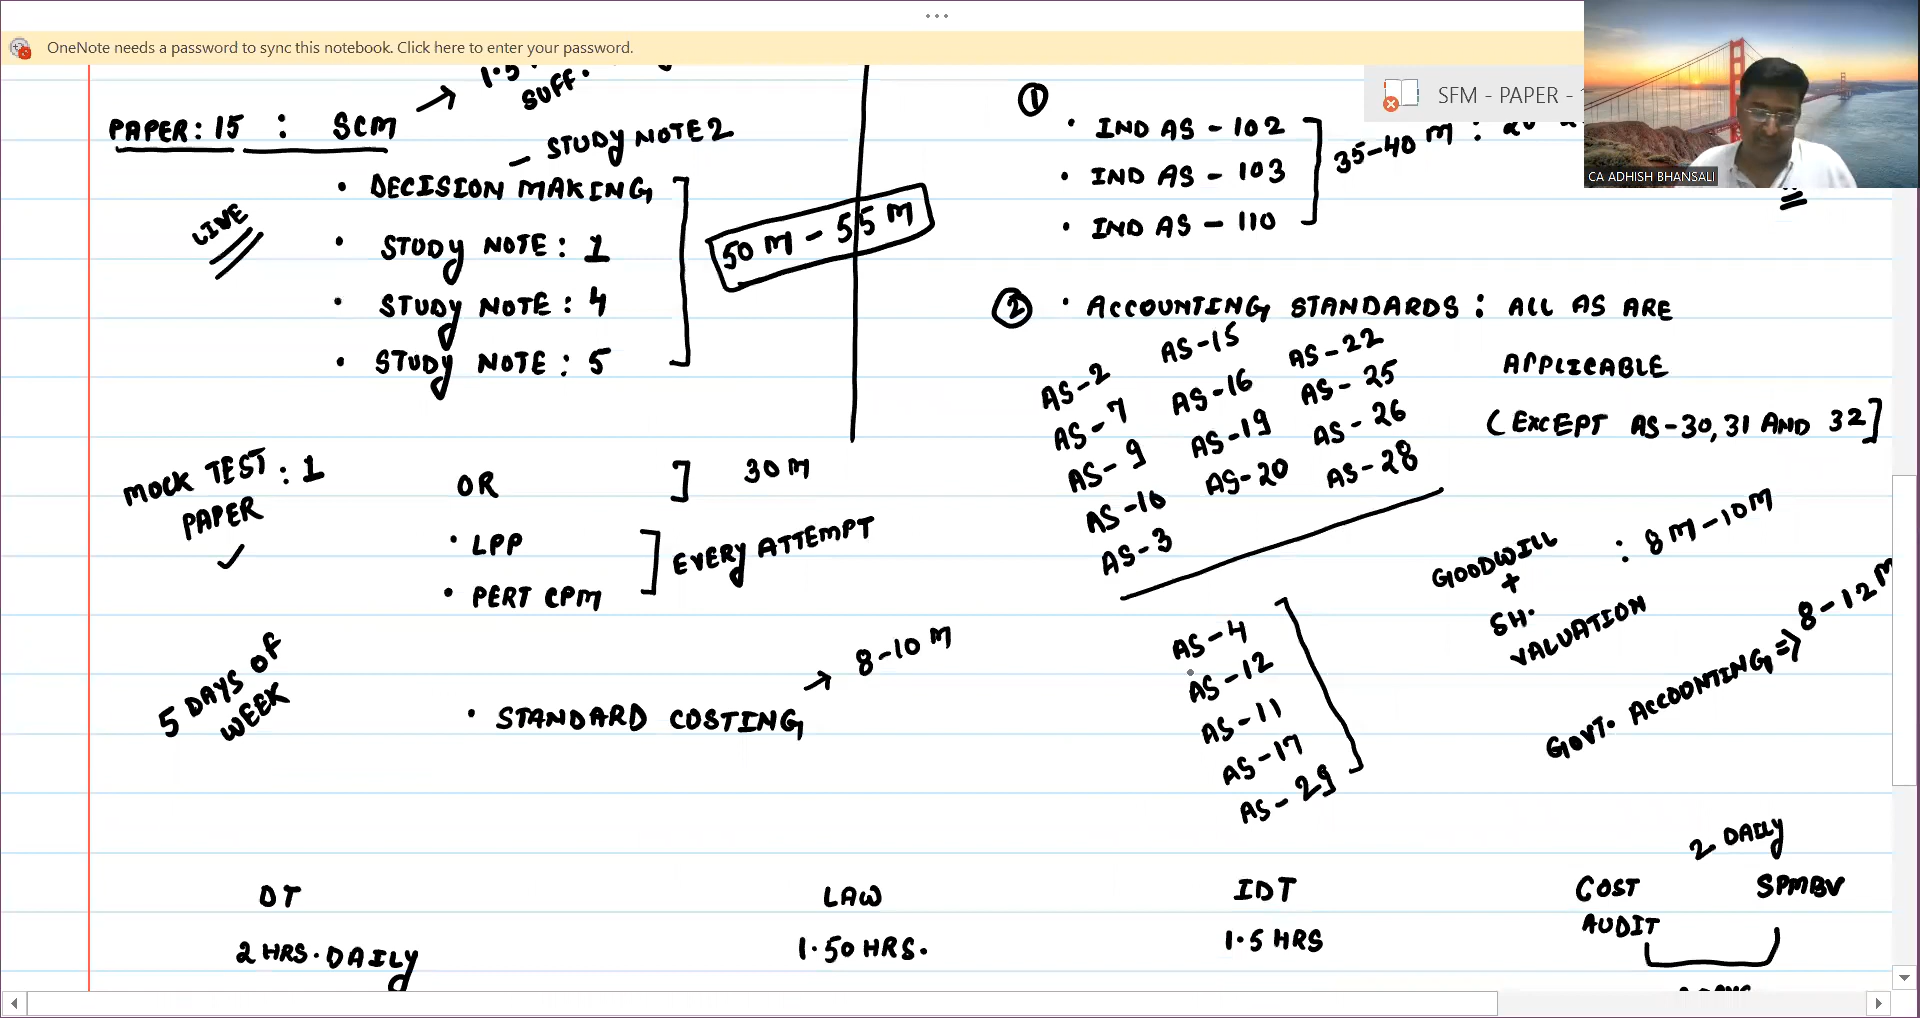 OneNote needs a password to sync this notebook. Click here to enter your password.
SFM - PAPER -
CA ADHISH BHANSALI
1.5
SUFF.
PAPER: 15 : SCM →
- STUDY NOTE 2
• DECISION MAKING
LIVE
• STUDY NOTE : 1
• STUDY NOTE : 4
• STUDY NOTE : 5
50 M - 55 M
MOCK TEST : 1
PAPER
✓
OR ] 30 M
• LPP
• PERT CPM
EVERY ATTEMPT
5 DAYS OF
WEEK
• STANDARD COSTING → 8-10 M
①
• IND AS - 102
• IND AS - 103
• IND AS - 110
35-40 M :
② • ACCOUNTING STANDARDS : ALL AS ARE
APPLICABLE
(EXCEPT AS-30, 31 AND 32]
AS-2
AS-7
AS-9
AS-10
AS-3
AS-15
AS-16
AS-19
AS-20
AS-22
AS-25
AS-26
AS-28
AS-4
AS-12
AS-11
AS-17
AS-29
GOODWILL
+
SH.
VALUATION
: 8 M - 10 M
GOVT. ACCOONTING => 8-12 M
DT
2 HRS. DAILY
LAW
1.50 HRS.
IDT
1.5 HRS
2 DAILY
COST
AUDIT
SPMBV